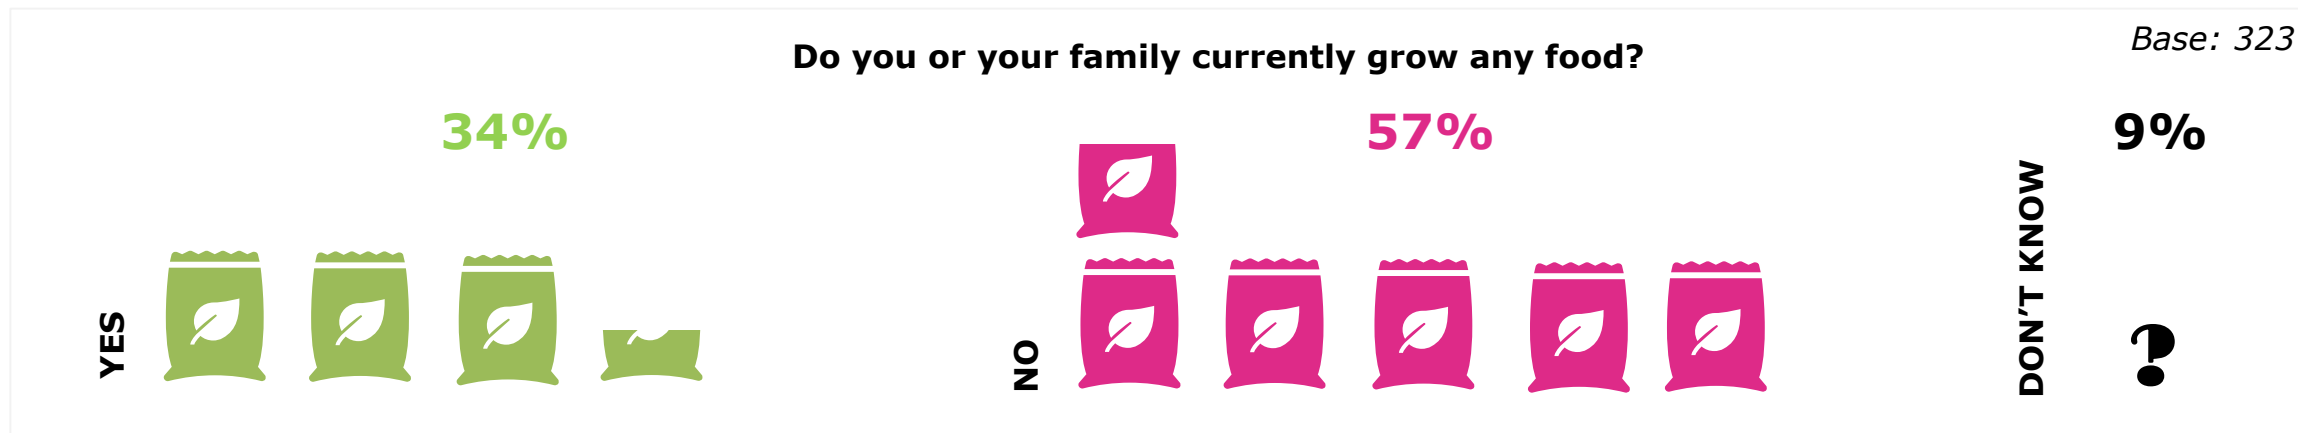 Base: 323
Do you or your family currently grow any food?
34%
57%
9%
YES
NO
DON’T KNOW
?